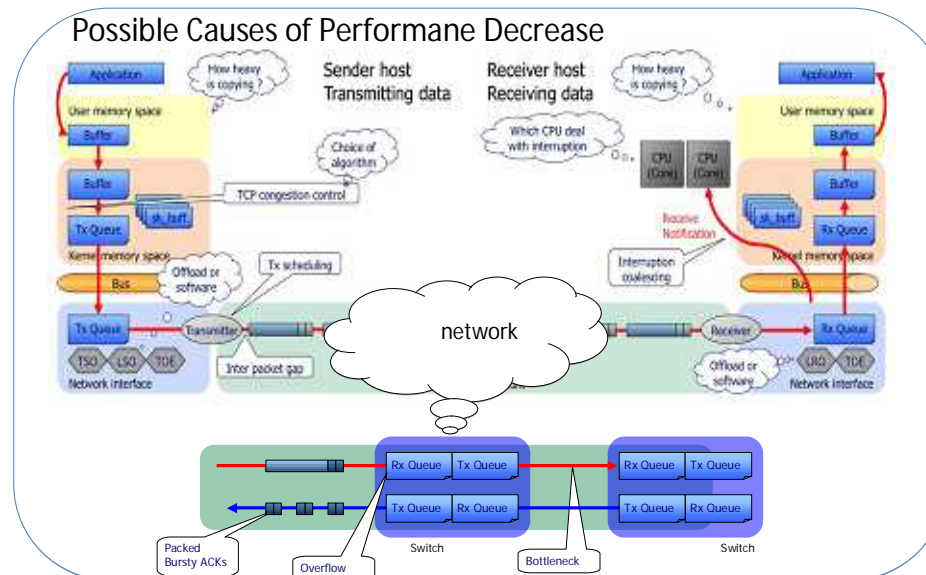 Possible Causes of Performane Decrease
Application
How heavy
is copying ?
Sender host
Transmitting data
Receiver host
Receiving data
How heavy
is copying ?
Application
User memory space
Buffer
Which CPU deal
with interruption
User memory space
Buffer
Choice of
algorithm
CPU
(Core)
CPU
(Core)
Buffer
TCP congestion control
Buffer
sk_buff
Tx Queue
Kernel memory space
Receive
Notification
sk_buff
Rx Queue
Kernel memory space
Bus
Offload or
software
Tx scheduling
Interruption
coalescing
Bus
Tx Queue
Transmitter
network
Receiver
Rx Queue
TSO
LSO
TOE
Inter packet gap
Network interface
Offload or
software
LRO
TOE
Network interface
Rx Queue
Tx Queue
Rx Queue
Tx Queue
Tx Queue
Rx Queue
Tx Queue
Rx Queue
Packed
Bursty ACKs
Switch
Overflow
Bottleneck
Switch